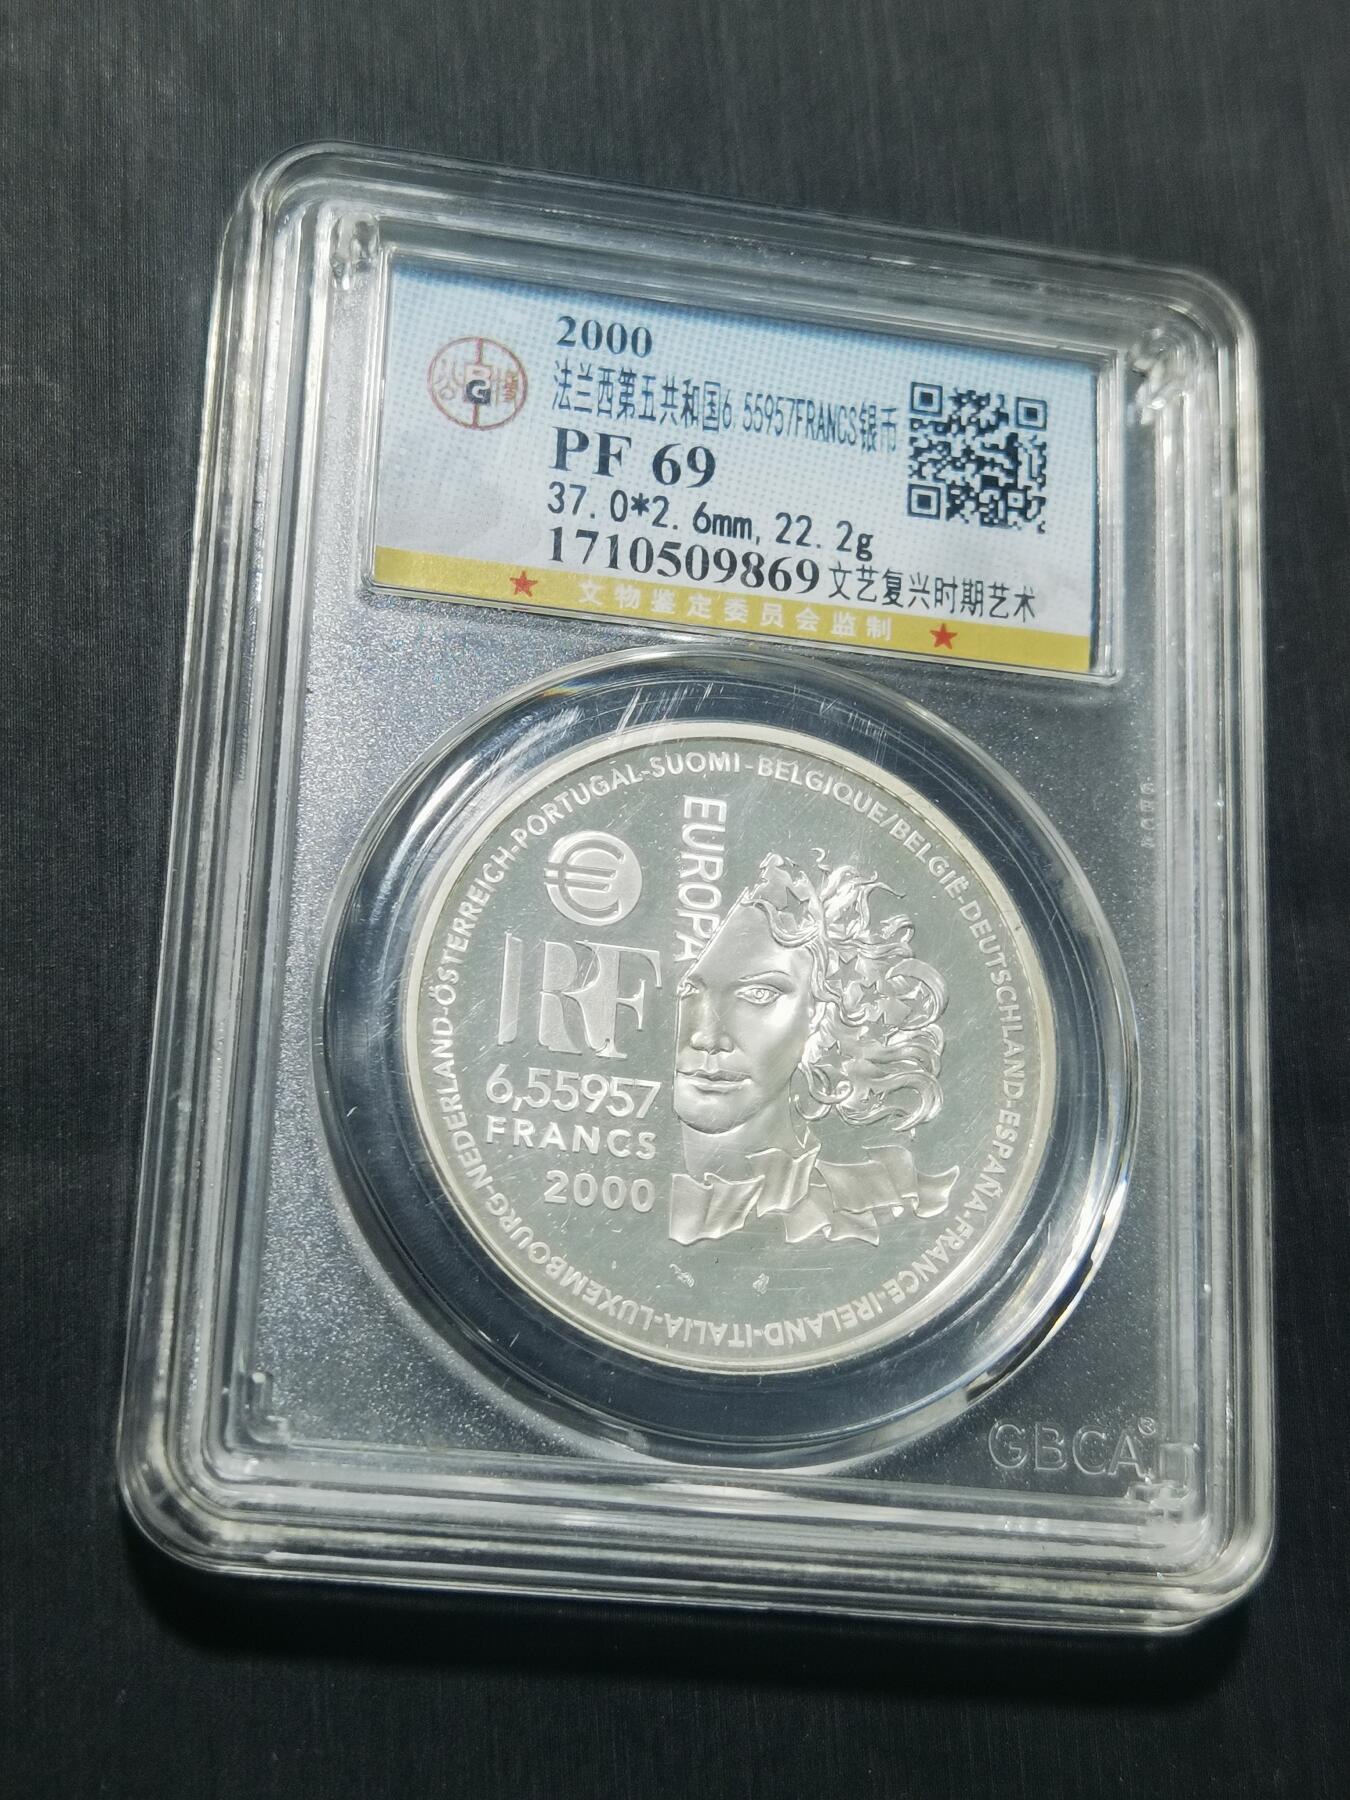 2000
法兰西第五共和国6.55957FRANCS银币
PF 69
37.0*2.6mm, 22.2g
1710509869 文艺复兴时期艺术
文物鉴定委员会监制
G
公 博
BELGIQUE/BELGIË-DEUTSCHLAND-ESPAÑA-FRANCE-IRELAND-ITALIA-LUXEMBOURG-NEDERLAND-ÖSTERREICH-PORTUGAL-SUOMI-
EUROPA
€
RF
6,55957
FRANCS
2000
GBCA®